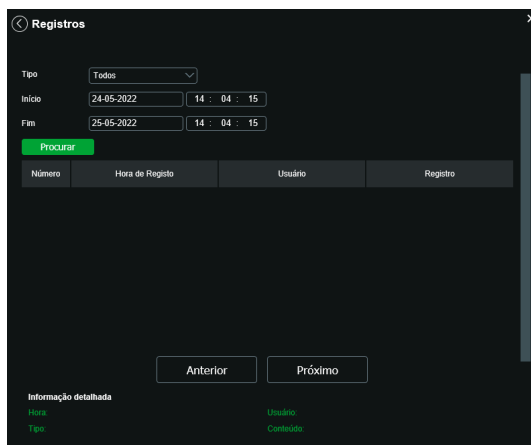 Registros
Tipo Todos
Início 24-05-2022 14 : 04 : 15
Fim 25-05-2022 14 : 04 : 15
Procurar
Número Hora de Registo Usuário Registro
Anterior Próximo
Informação detalhada
Hora: Usuário:
Tipo: Conteúdo: